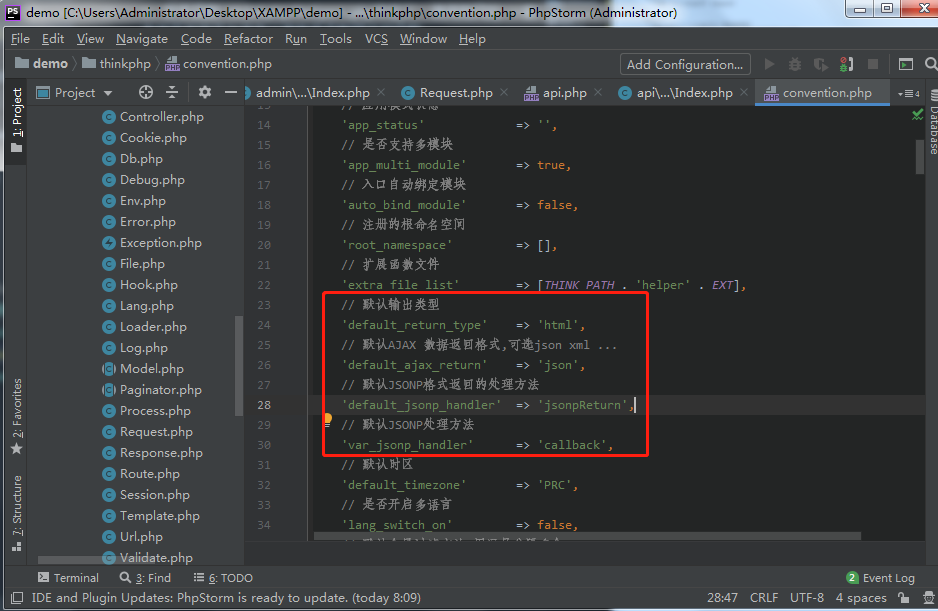 demo [C:\Users\Administrator\Desktop\XAMPP\demo] - ...\thinkphp\convention.php - PhpStorm (Administrator)
File Edit View Navigate Code Refactor Run Tools VCS Window Help
demo thinkphp convention.php Add Configuration...
Project admin\...\Index.php Request.php api.php api\...\Index.php convention.php
1: Project
2: Favorites
7: Structure
Database
Controller.php
Cookie.php
Db.php
Debug.php
Env.php
Error.php
Exception.php
File.php
Hook.php
Lang.php
Loader.php
Log.php
Model.php
Paginator.php
Process.php
Request.php
Response.php
Route.php
Session.php
Template.php
Url.php
Validate.php
14 'app_status' => '',
15 // 是否支持多模块
16 'app_multi_module' => true,
17 // 入口自动绑定模块
18 'auto_bind_module' => false,
19 // 注册的根命名空间
20 'root_namespace' => [],
21 // 扩展函数文件
22 'extra_file_list' => [THINK_PATH . 'helper' . EXT],
23 // 默认输出类型
24 'default_return_type' => 'html',
25 // 默认AJAX 数据返回格式,可选json xml ...
26 'default_ajax_return' => 'json',
27 // 默认JSONP格式返回的处理方法
28 'default_jsonp_handler' => 'jsonpReturn',
29 // 默认JSONP处理方法
30 'var_jsonp_handler' => 'callback',
31 // 默认时区
32 'default_timezone' => 'PRC',
33 // 是否开启多语言
34 'lang_switch_on' => false,
Terminal 3: Find 6: TODO 2 Event Log
IDE and Plugin Updates: PhpStorm is ready to update. (today 8:09) 28:47 CRLF UTF-8 4 spaces